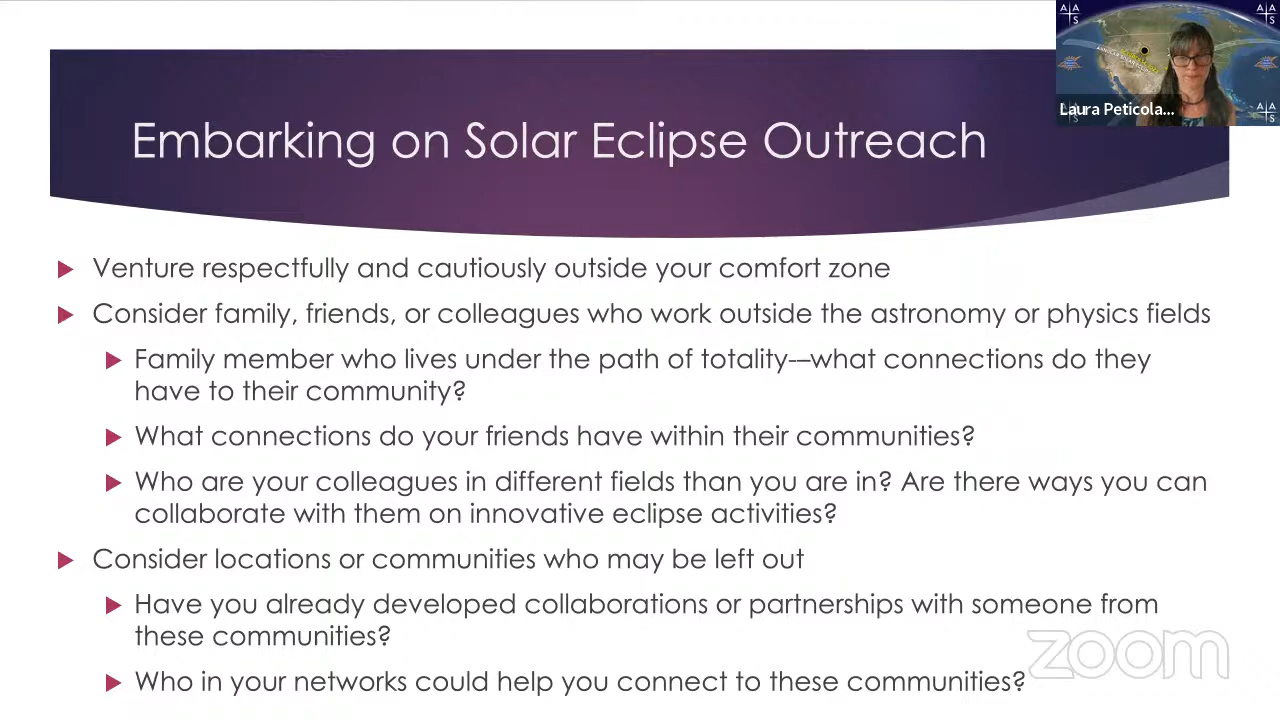 Embarking on Solar Eclipse Outreach
A A
S
A A
S
Laura Peticola...
A A
S
Venture respectfully and cautiously outside your comfort zone
Consider family, friends, or colleagues who work outside the astronomy or physics fields
Family member who lives under the path of totality-–what connections do they
have to their community?
What connections do your friends have within their communities?
Who are your colleagues in different fields than you are in? Are there ways you can
collaborate with them on innovative eclipse activities?
Consider locations or communities who may be left out
Have you already developed collaborations or partnerships with someone from
these communities?
Who in your networks could help you connect to these communities?
zoom